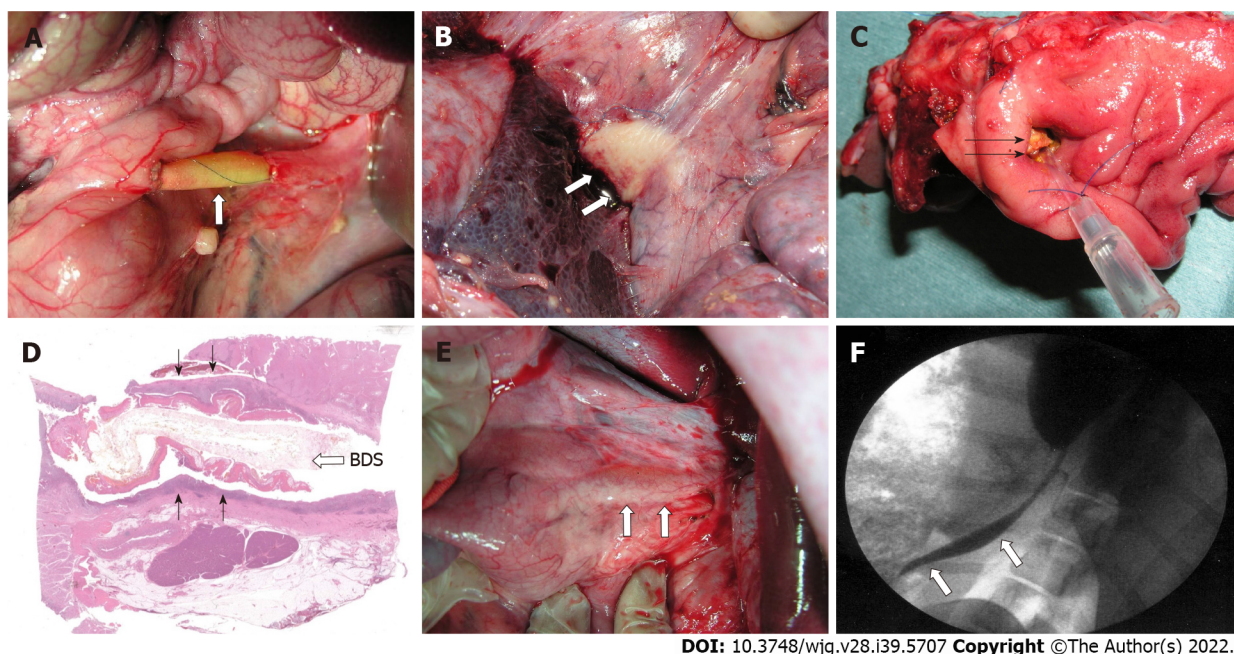 A
B
C
D
BDS
E
F
DOI: 10.3748/wjg.v28.i39.5707 Copyright ©The Author(s) 2022.